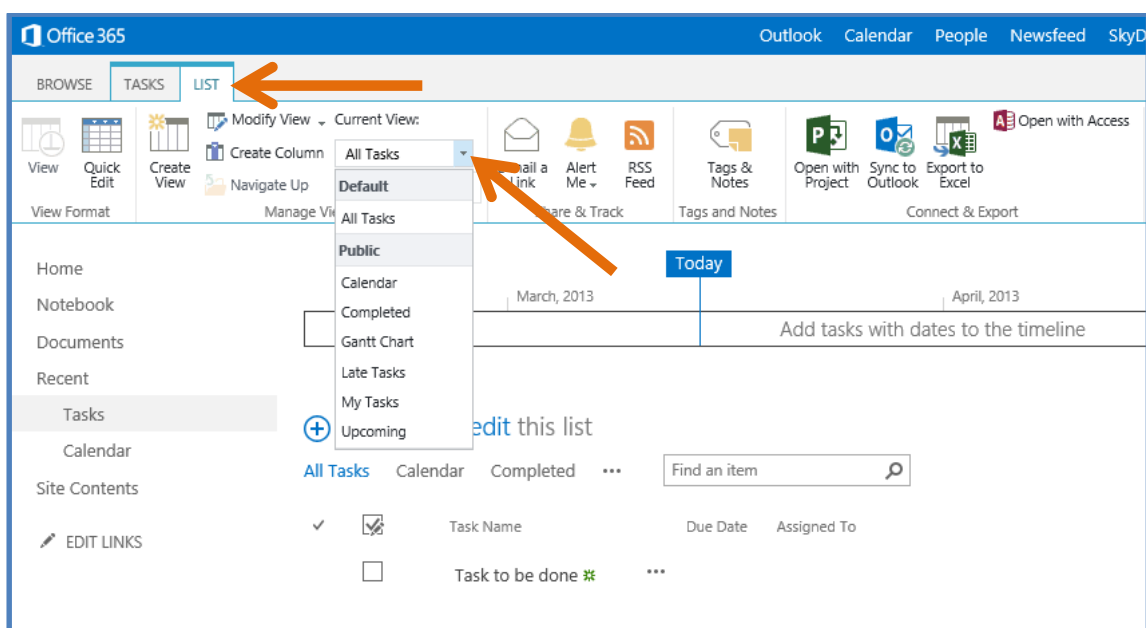 Office 365
Outlook Calendar People Newsfeed
BROWSE TASKS LIST
Modify View Current View:
Create Column All Tasks
Navigate Up
View
Quick Edit
Create View
Link
Alert Me
RSS Feed
Tags & Notes
Open with Project
Sync to Outlook
Export to Excel
Open with Access
View Format
Manage
& Track
Tags and Notes
Connect & Export
Default
All Tasks
Public
Calendar
Completed
Gantt Chart
Late Tasks
My Tasks
Upcoming
Home
Notebook
Documents
Recent
Tasks
Calendar
Site Contents
EDIT LINKS
Today
March, 2013 April, 2013
Add tasks with dates to the timeline
edit this list
All Tasks Calendar Completed ••• Find an item
Task Name Due Date Assigned To
Task to be done •••